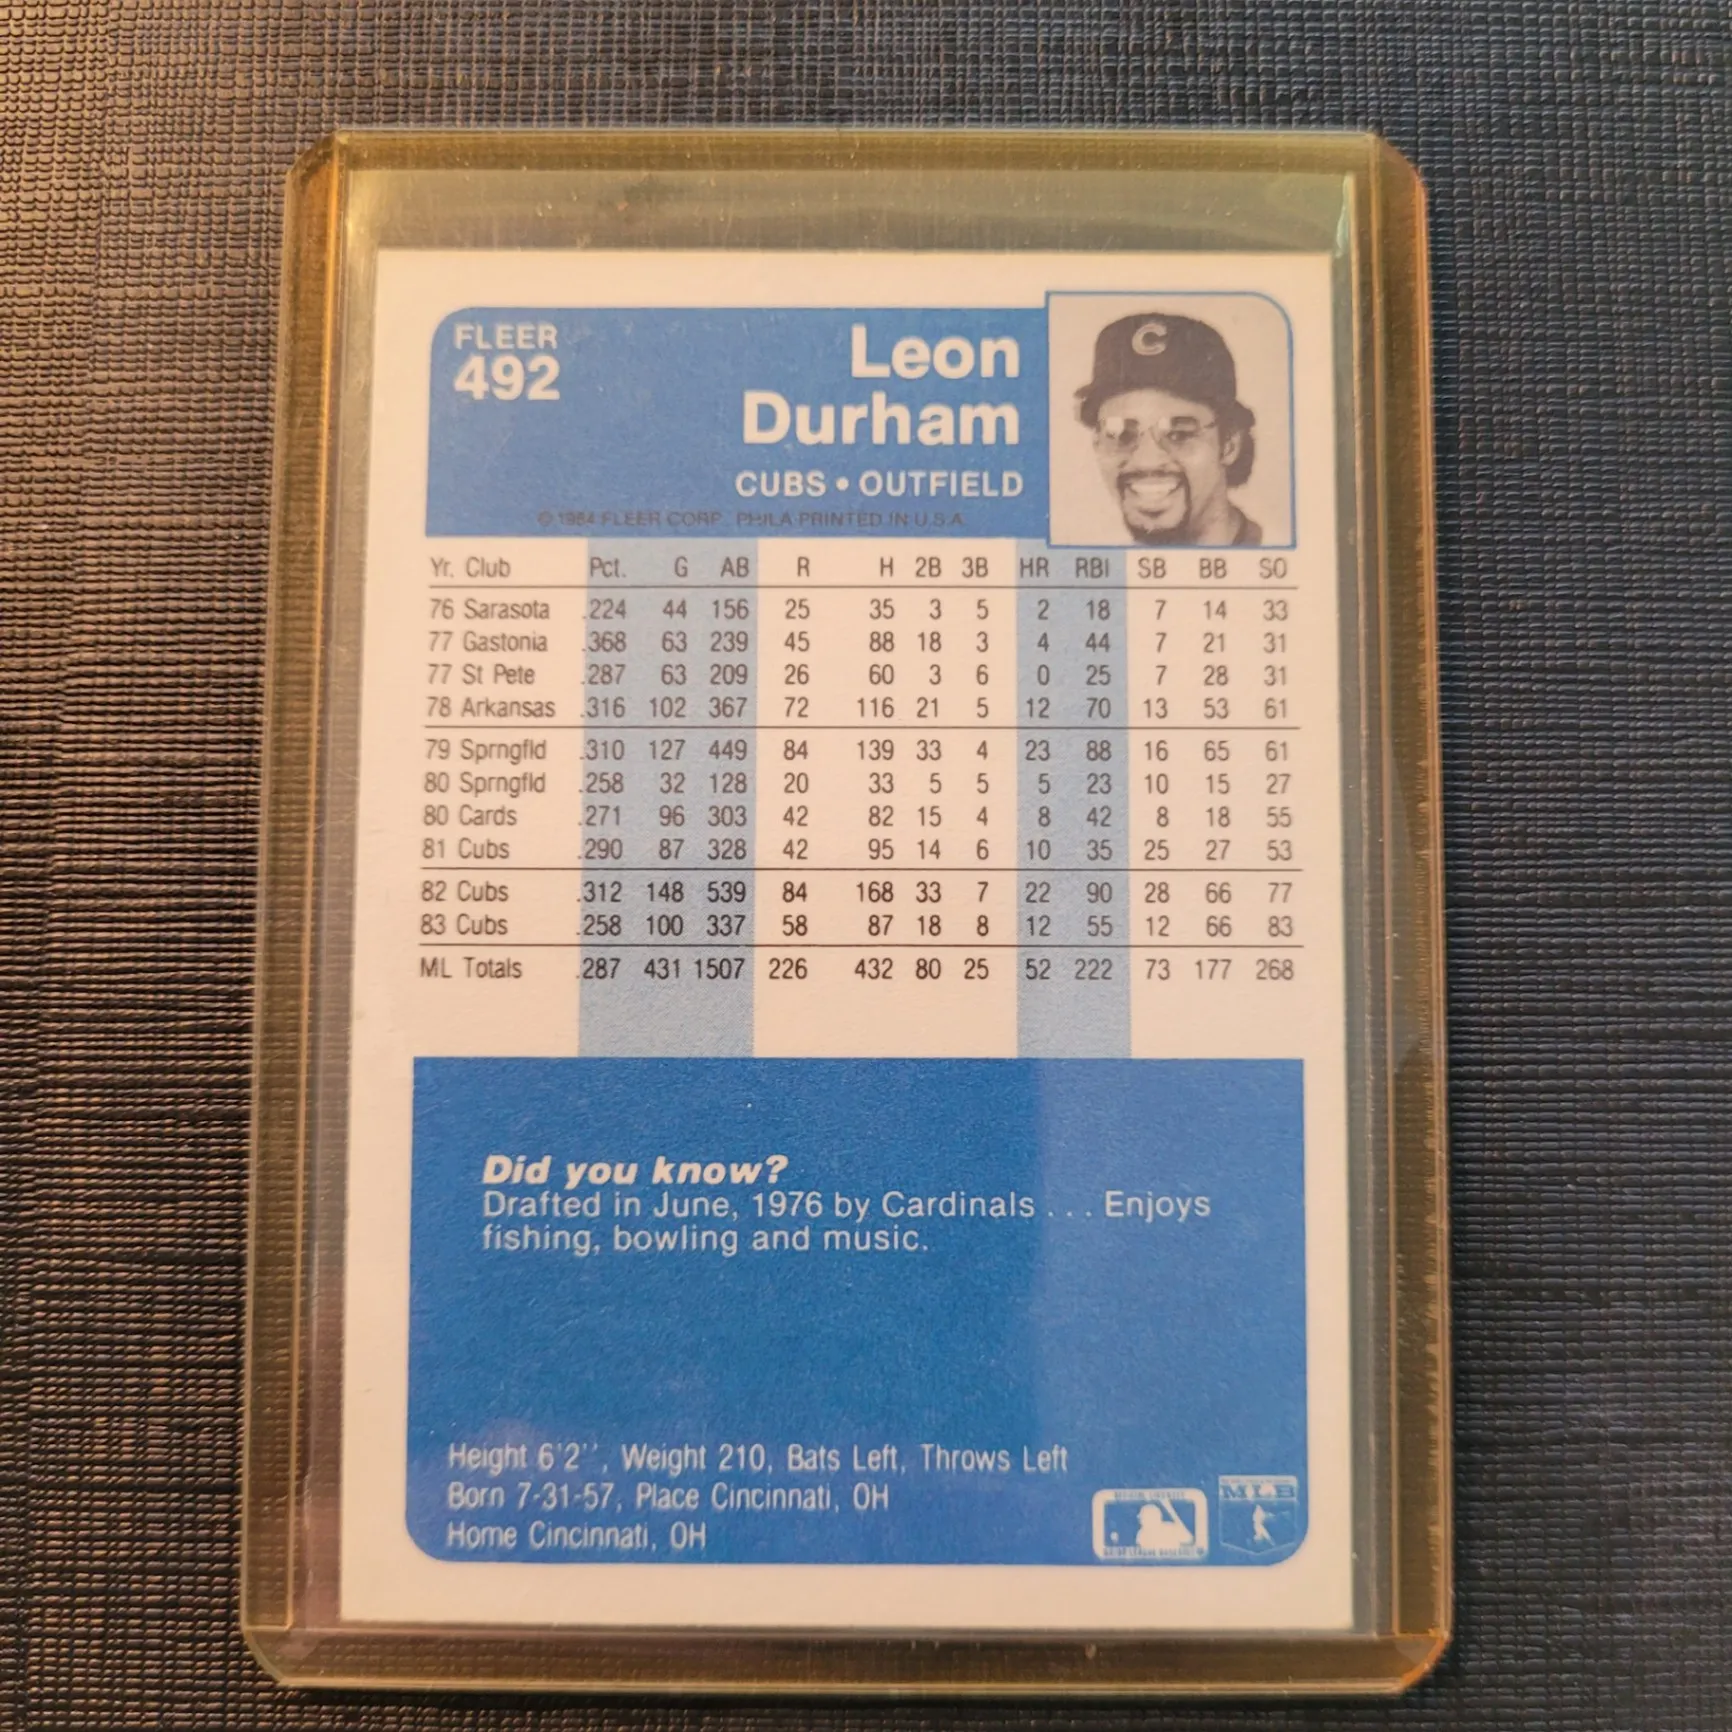 FLEER
492
Leon
Durham
CUBS • OUTFIELD
© 1984 FLEER CORP. PHILA PRINTED IN U.S.A.
C
Yr. Club Pct. G AB R H 2B 3B HR RBI SB BB SO
76 Sarasota .224 44 156 25 35 3 5 2 18 7 14 33
77 Gastonia .368 63 239 45 88 18 3 4 44 7 21 31
77 St Pete .287 63 209 26 60 3 6 0 25 7 28 31
78 Arkansas .316 102 367 72 116 21 5 12 70 13 53 61
79 Sprngfld .310 127 449 84 139 33 4 23 88 16 65 61
80 Sprngfld .258 32 128 20 33 5 5 5 23 10 15 27
80 Cards .271 96 303 42 82 15 4 8 42 8 18 55
81 Cubs .290 87 328 42 95 14 6 10 35 25 27 53
82 Cubs .312 148 539 84 168 33 7 22 90 28 66 77
83 Cubs .258 100 337 58 87 18 8 12 55 12 66 83
ML Totals .287 431 1507 226 432 80 25 52 222 73 177 268
Did you know?
Drafted in June, 1976 by Cardinals . . . Enjoys
fishing, bowling and music.
Height 6'2'', Weight 210, Bats Left, Throws Left
Born 7-31-57, Place Cincinnati, OH
Home Cincinnati, OH
MLB